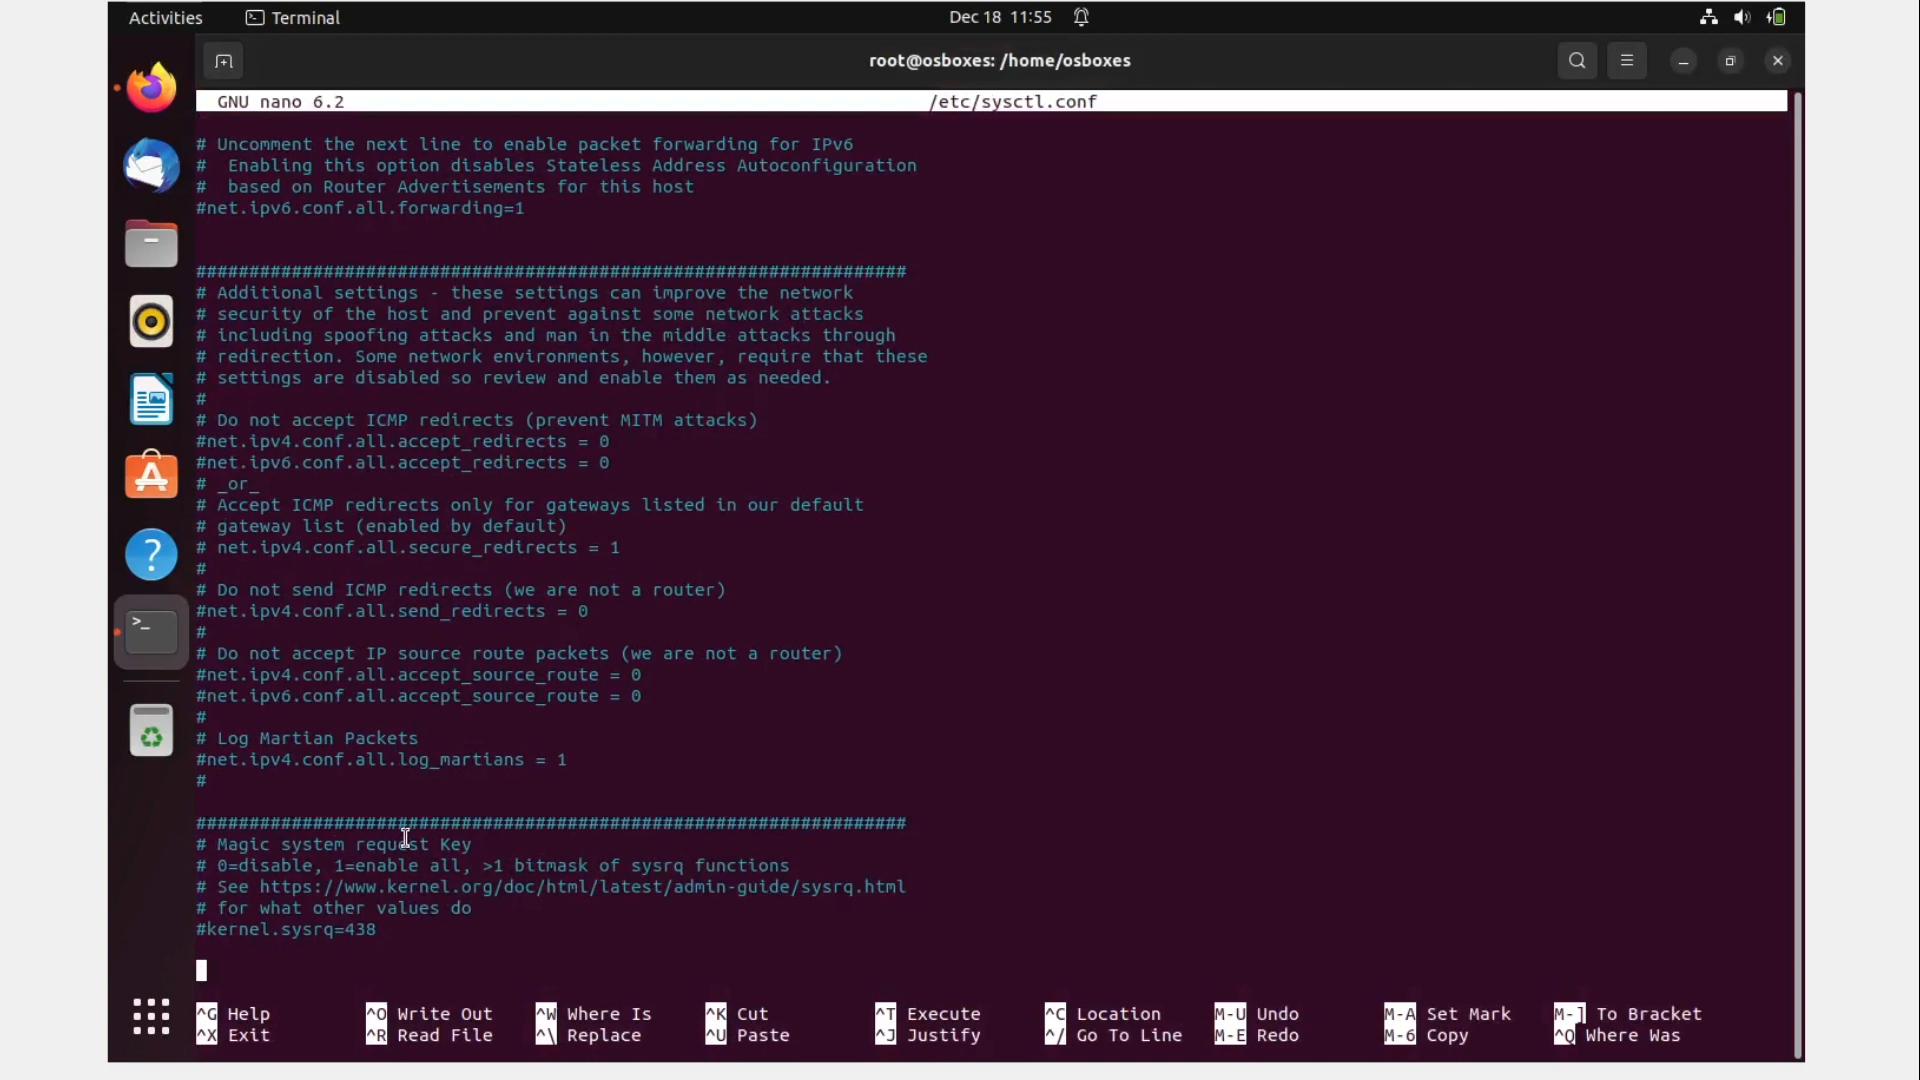 Activities Terminal Dec 18 11:55
root@osboxes: /home/osboxes
GNU nano 6.2 /etc/sysctl.conf
# Uncomment the next line to enable packet forwarding for IPv6
#  Enabling this option disables Stateless Address Autoconfiguration
#  based on Router Advertisements for this host
#net.ipv6.conf.all.forwarding=1
###################################################################
# Additional settings - these settings can improve the network
# security of the host and prevent against some network attacks
# including spoofing attacks and man in the middle attacks through
# redirection. Some network environments, however, require that these
# settings are disabled so review and enable them as needed.
#
# Do not accept ICMP redirects (prevent MITM attacks)
#net.ipv4.conf.all.accept_redirects = 0
#net.ipv6.conf.all.accept_redirects = 0
# _or_
# Accept ICMP redirects only for gateways listed in our default
# gateway list (enabled by default)
# net.ipv4.conf.all.secure_redirects = 1
#
# Do not send ICMP redirects (we are not a router)
#net.ipv4.conf.all.send_redirects = 0
#
# Do not accept IP source route packets (we are not a router)
#net.ipv4.conf.all.accept_source_route = 0
#net.ipv6.conf.all.accept_source_route = 0
#
# Log Martian Packets
#net.ipv4.conf.all.log_martians = 1
#
###################################################################
# Magic system request Key
# 0=disable, 1=enable all, >1 bitmask of sysrq functions
# See https://www.kernel.org/doc/html/latest/admin-guide/sysrq.html
# for what other values do
#kernel.sysrq=438
^G Help ^O Write Out ^W Where Is ^K Cut ^T Execute ^C Location M-U Undo M-A Set Mark M-] To Bracket
^X Exit ^R Read File ^\ Replace ^U Paste ^J Justify ^/ Go To Line M-E Redo M-6 Copy ^Q Where Was